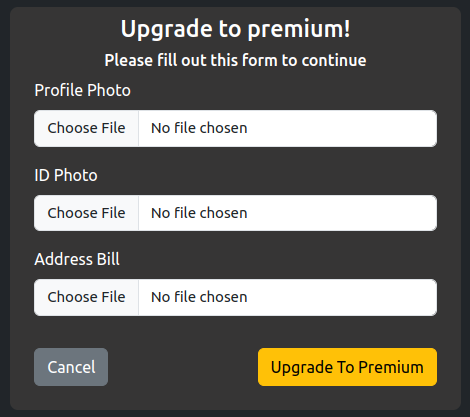 Upgrade to premium!
Please fill out this form to continue
Profile Photo
Choose File No file chosen
ID Photo
Choose File No file chosen
Address Bill
Choose File No file chosen
Cancel Upgrade To Premium